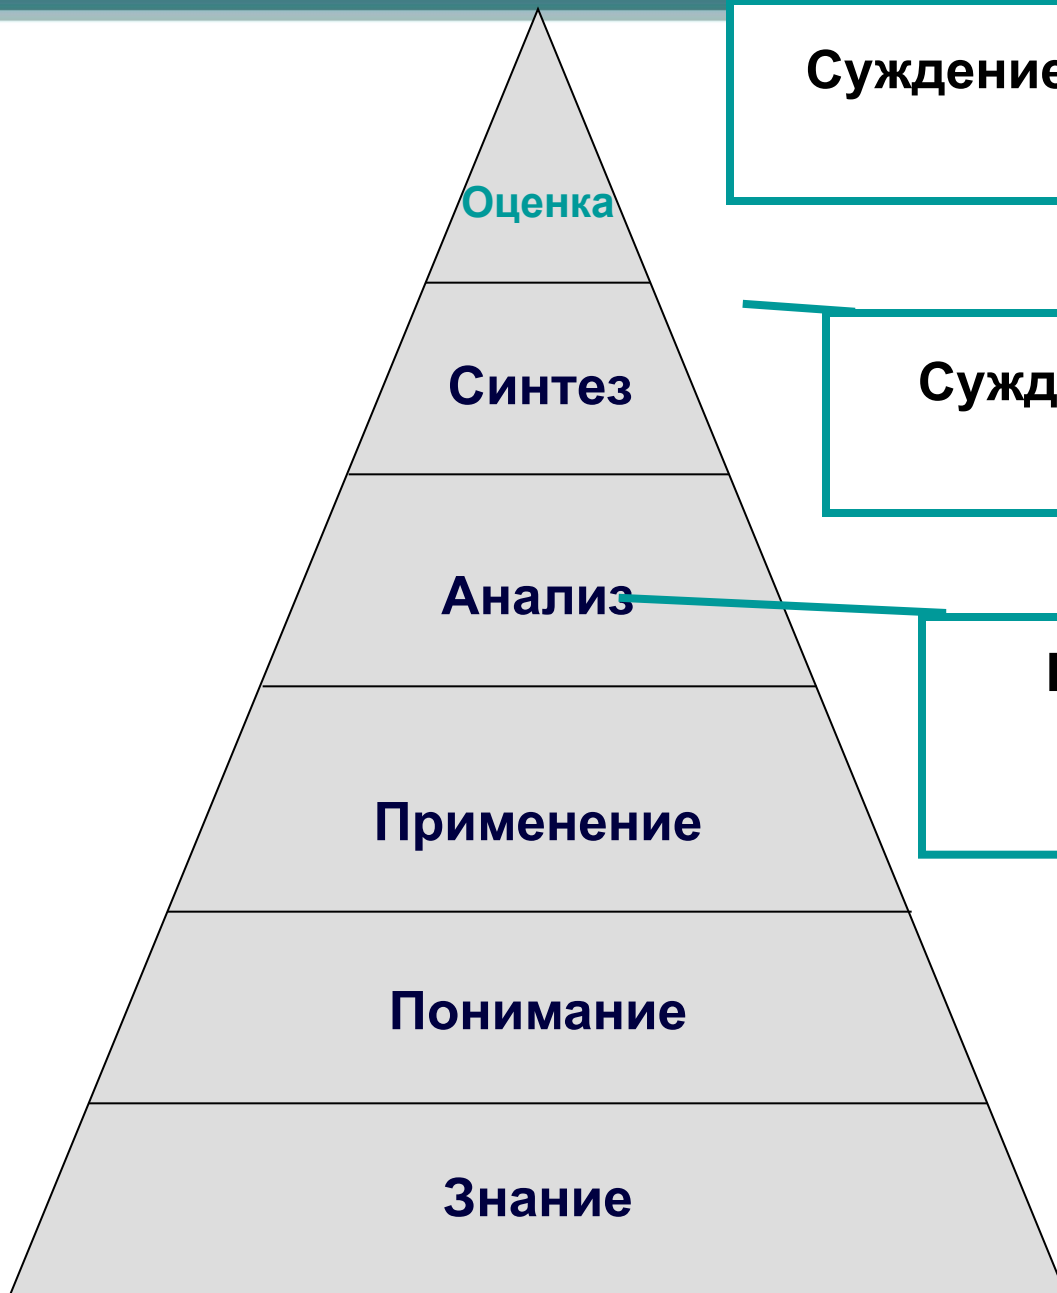 Суждение
Оценка
Синтез
Анализ
Применение
Понимание
Знание